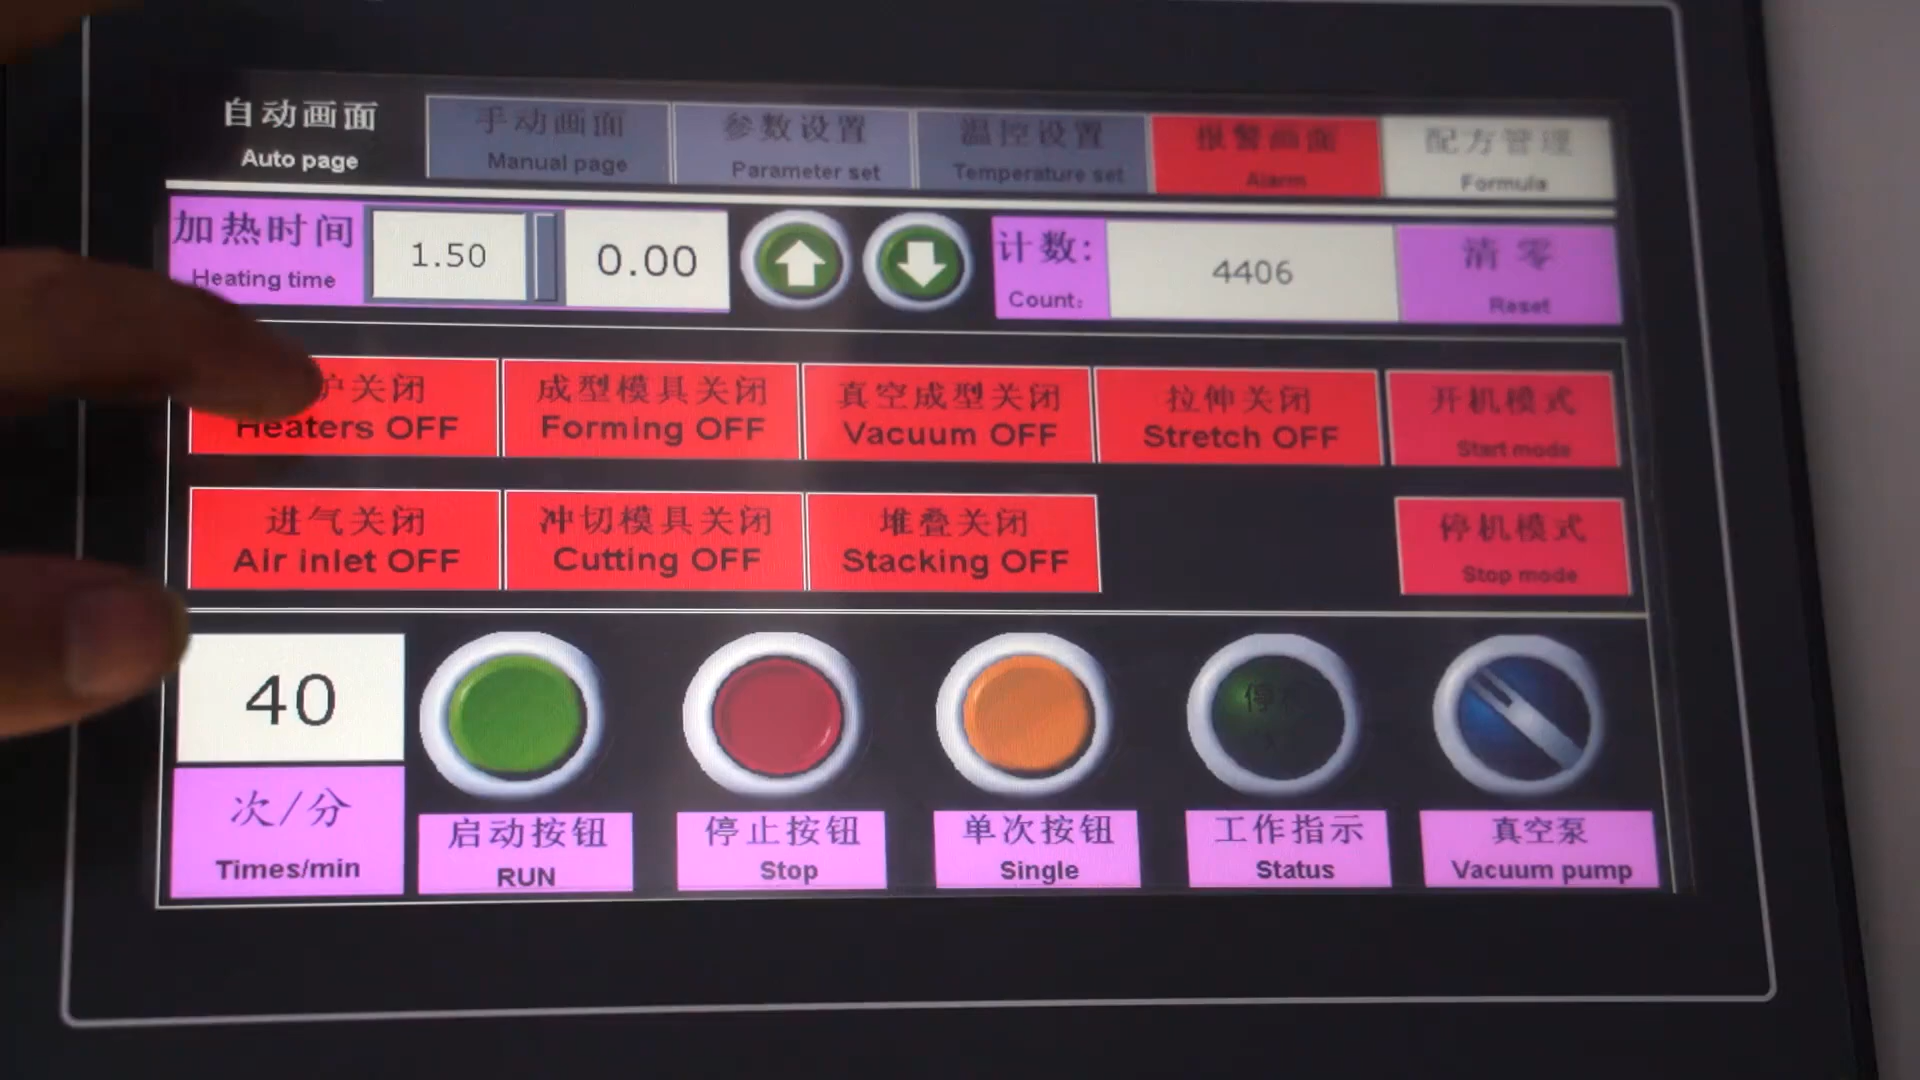 自动画面
Auto page
手动画面
Manual page
参数设置
Parameter set
温控设置
Temperature set
报警画面
Alarm
配方管理
Formula
加热时间
Heating time
1.50
0.00
计数:
Count:
4406
清零
Reset
炉关闭
Heaters OFF
成型模具关闭
Forming OFF
真空成型关闭
Vacuum OFF
拉伸关闭
Stretch OFF
开机模式
Start mode
进气关闭
Air inlet OFF
冲切模具关闭
Cutting OFF
堆叠关闭
Stacking OFF
停机模式
Stop mode
40
次/分
Times/min
启动按钮
RUN
停止按钮
Stop
单次按钮
Single
停
工作指示
Status
真空泵
Vacuum pump